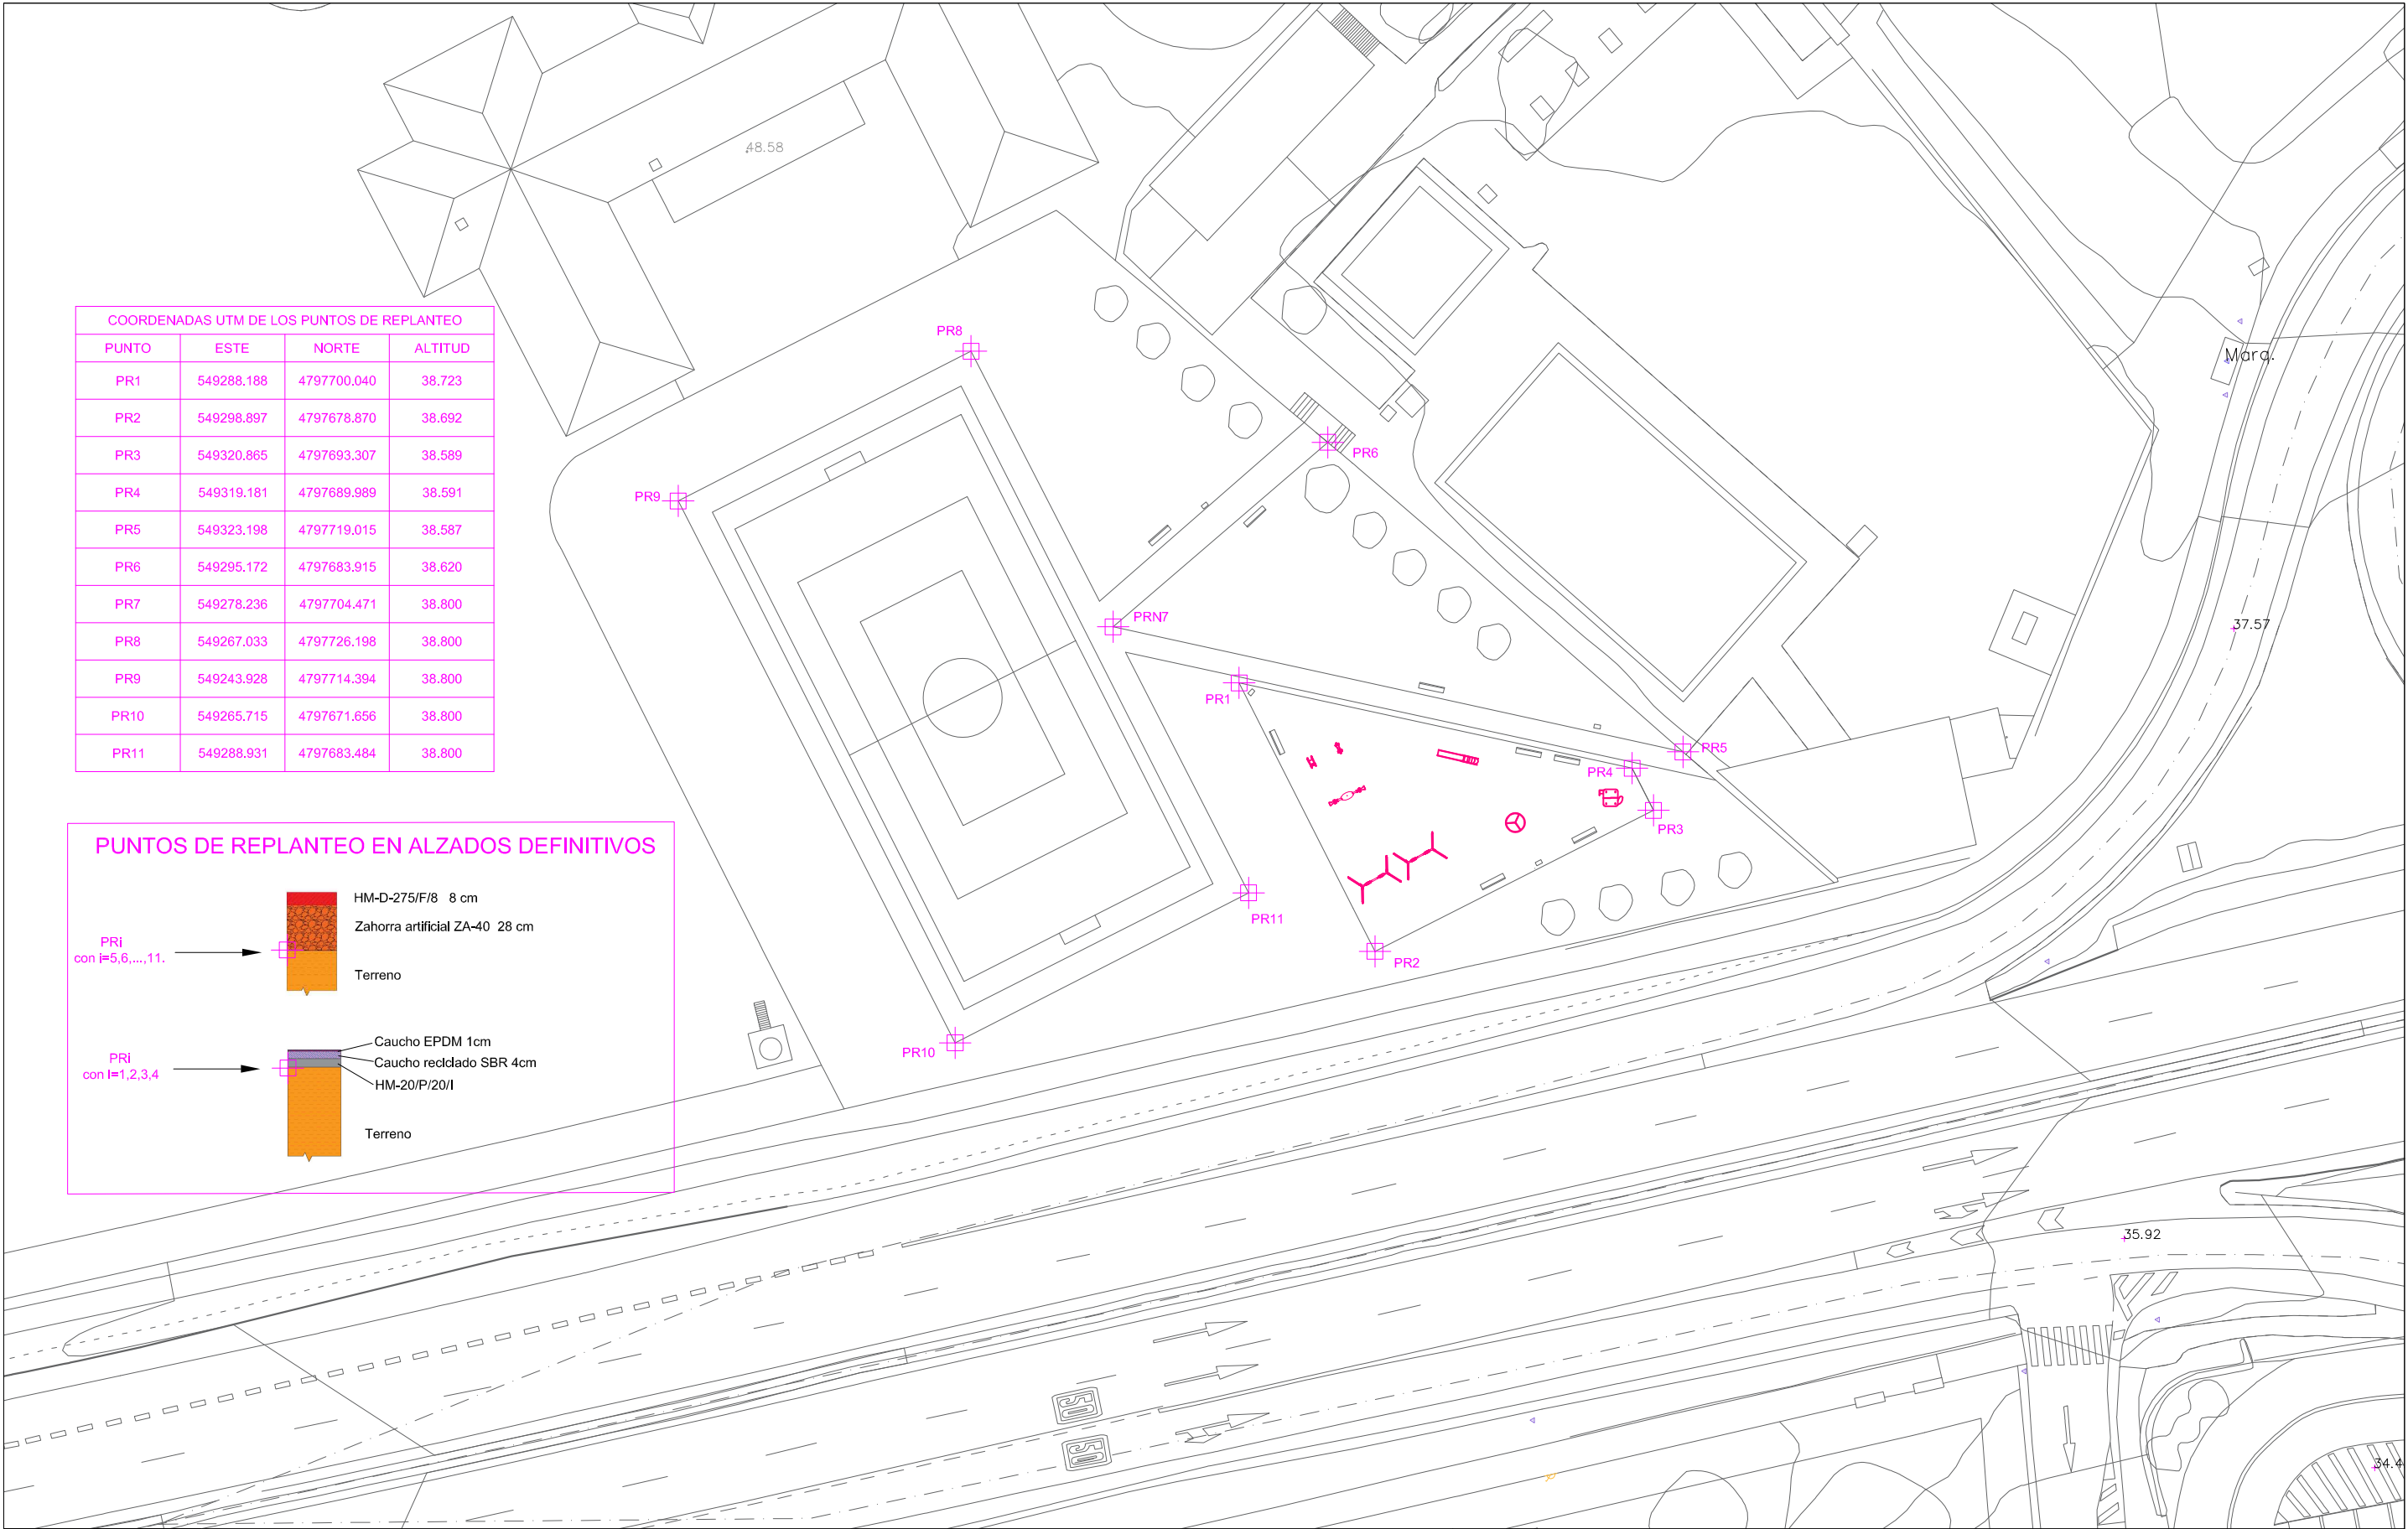 48.58
COORDENADAS UTM DE LOS PUNTOS DE REPLANTEO
PUNTO ESTE NORTE ALTITUD
PR1 549288.188 4797700.040 38.723
PR2 549298.897 4797678.870 38.692
PR3 549320.865 4797693.307 38.589
PR4 549319.181 4797689.989 38.591
PR5 549323.198 4797719.015 38.587
PR6 549295.172 4797683.915 38.620
PR7 549278.236 4797704.471 38.800
PR8 549267.033 4797726.198 38.800
PR9 549243.928 4797714.394 38.800
PR10 549265.715 4797671.656 38.800
PR11 549288.931 4797683.484 38.800
PR8
PR6
PR9
PRN7
PR1
PR5
PR4
PR3
PR11
PR2
PR10
Marq.
37.57
PUNTOS DE REPLANTEO EN ALZADOS DEFINITIVOS
HM-D-275/F/8 8 cm
Zahorra artificial ZA-40 28 cm
PRi
con i=5,6,...,11.
Terreno
Caucho EPDM 1cm
PRi
Caucho reciclado SBR 4cm
con i=1,2,3,4
HM-20/P/20/I
Terreno
35.92
34.4